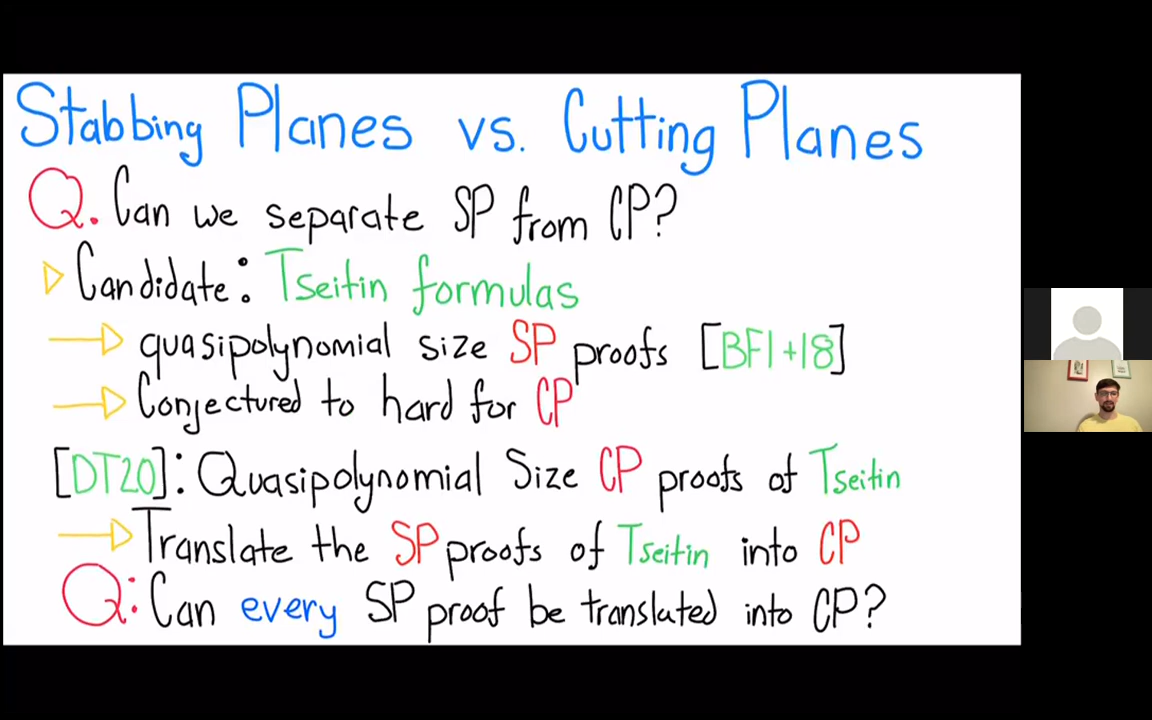 Stabbing Planes vs. Cutting Planes
Q. Can we separate SP from CP?
▷ Candidate: Tseitin formulas
→ quasipolynomial size SP proofs [BFI+18]
→ Conjectured to hard for CP
[DT20]: Quasipolynomial Size CP proofs of Tseitin
→ Translate the SP proofs of Tseitin into CP
Q: Can every SP proof be translated into CP?